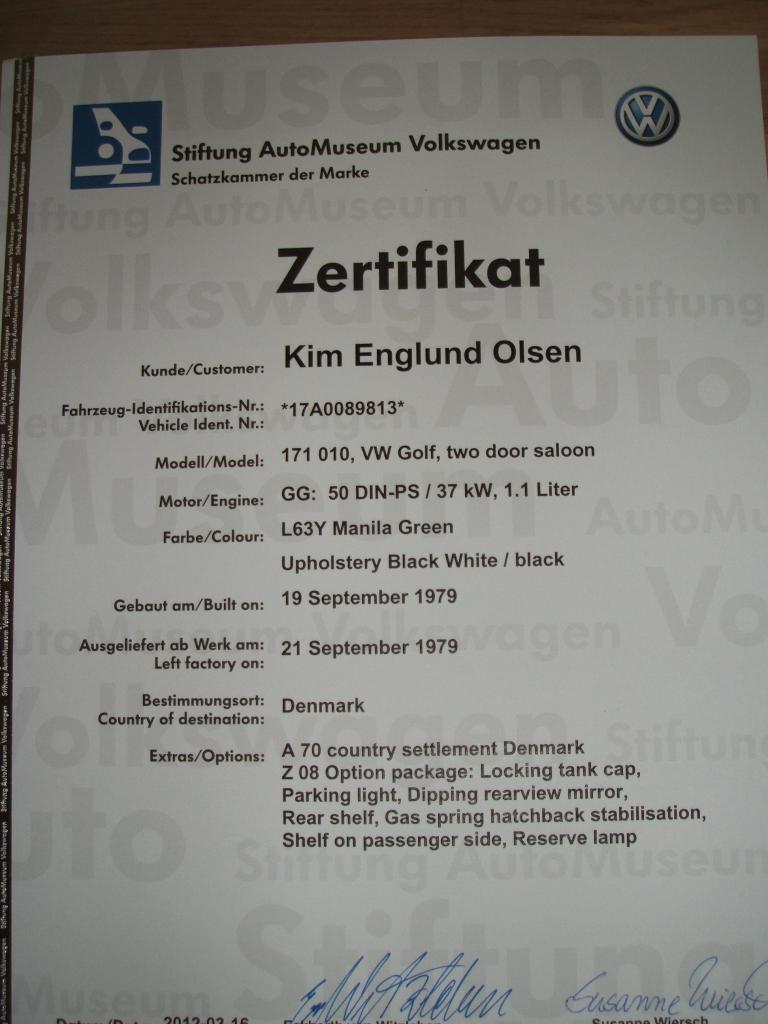 Stiftung AutoMuseum Volkswagen
Schatzkammer der Marke
Zertifikat
Kunde/Customer: Kim Englund Olsen
Fahrzeug-Identifikations-Nr.: *17A0089813*
Vehicle Ident. Nr.:
Modell/Model: 171 010, VW Golf, two door saloon
Motor/Engine: GG: 50 DIN-PS / 37 kW, 1.1 Liter
Farbe/Colour: L63Y Manila Green
Upholstery Black White / black
Gebaut am/Built on: 19 September 1979
Ausgeliefert ab Werk am: 21 September 1979
Left factory on:
Bestimmungsort: Denmark
Country of destination:
Extras/Options: A 70 country settlement Denmark
Z 08 Option package: Locking tank cap,
Parking light, Dipping rearview mirror,
Rear shelf, Gas spring hatchback stabilisation,
Shelf on passenger side, Reserve lamp
Susanne Wiersch
2012-03-16 Susanne Wiersch